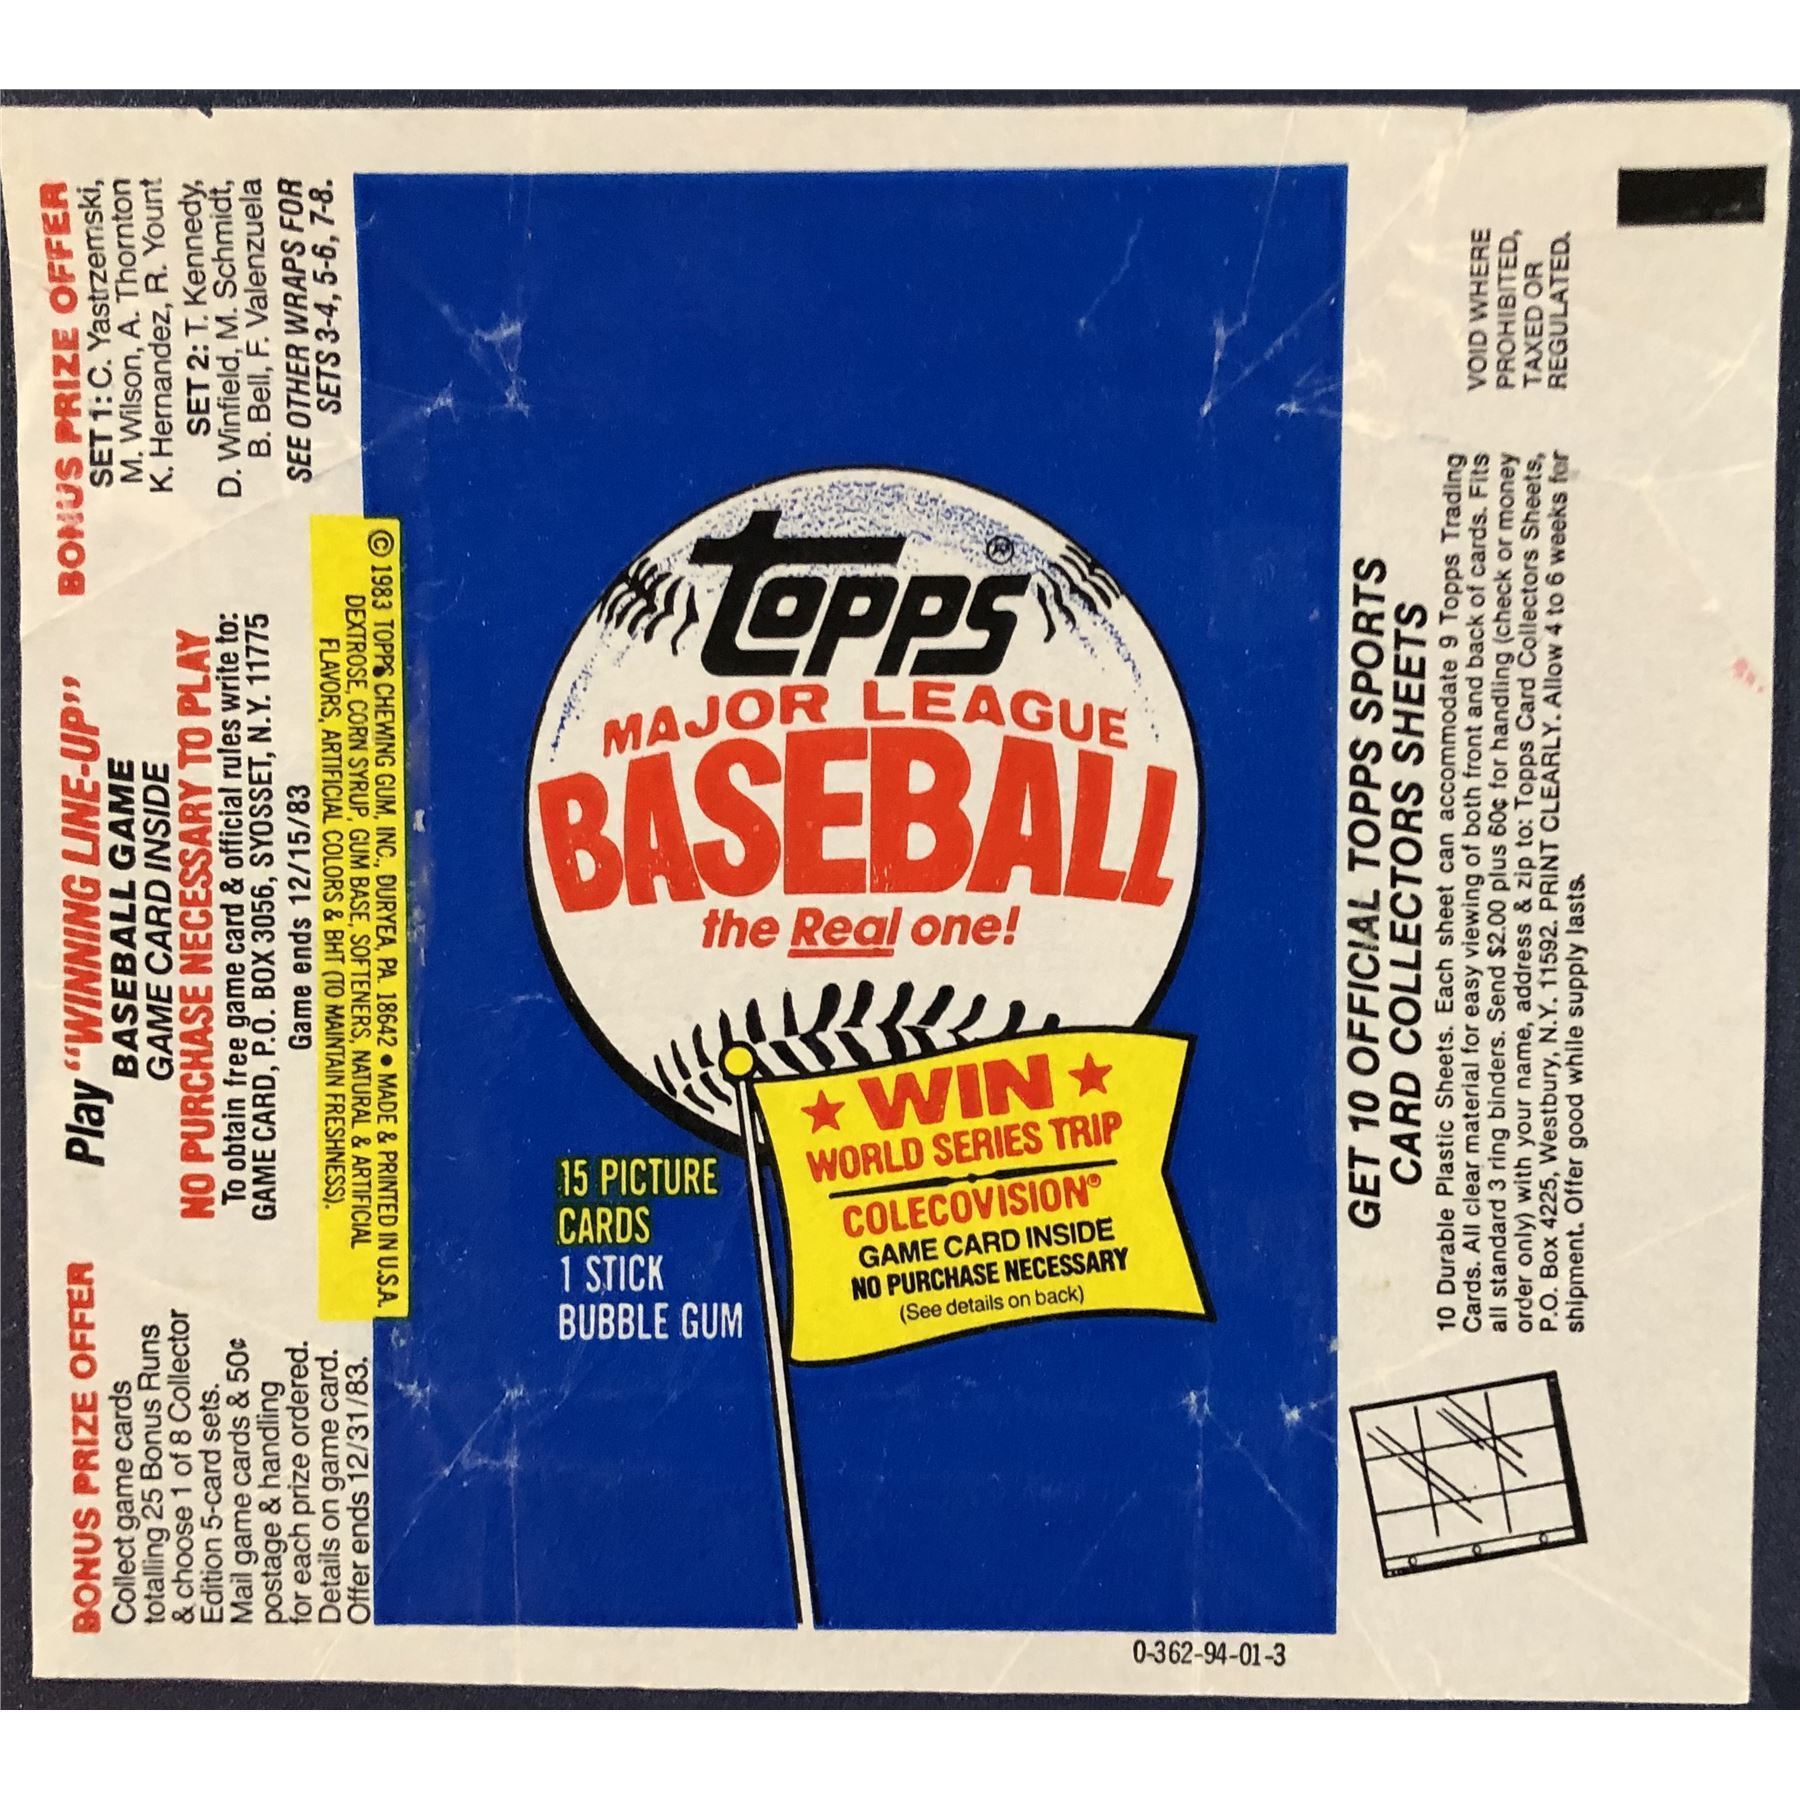 BONUS PRIZE OFFER
Collect game cards
totalling 25 Bonus Runs
& choose 1 of 8 Collector
Edition 5-card sets.
Mail game cards & 50¢
postage & handling
for each prize ordered.
Details on game card.
Offer ends 12/31/83.
Play "WINNING LINE-UP"
BASEBALL GAME
GAME CARD INSIDE
NO PURCHASE NECESSARY TO PLAY
To obtain free game card & official rules write to:
GAME CARD, P.O. BOX 3056, SYOSSET, N.Y. 11775
Game ends 12/15/83
BONUS PRIZE OFFER
SET 1: C. Yastrzemski,
M. Wilson, A. Thornton
K. Hernandez, R. Yount
SET 2: T. Kennedy,
D. Winfield, M. Schmidt,
B. Bell, F. Valenzuela
SEE OTHER WRAPS FOR
SETS 3-4, 5-6, 7-8.
© 1983 TOPPS CHEWING GUM, INC., DURYEA, PA. 18642 • MADE & PRINTED IN U.S.A.
DEXTROSE, CORN SYRUP, GUM BASE, SOFTENERS, NATURAL & ARTIFICIAL
FLAVORS, ARTIFICIAL COLORS & BHT (TO MAINTAIN FRESHNESS).
topps®
MAJOR LEAGUE
BASEBALL
the Real one!
15 PICTURE
CARDS
1 STICK
BUBBLE GUM
★ WIN ★
WORLD SERIES TRIP
COLECOVISION®
GAME CARD INSIDE
NO PURCHASE NECESSARY
(See details on back)
0-362-94-01-3
GET 10 OFFICIAL TOPPS SPORTS
CARD COLLECTORS SHEETS
10 Durable Plastic Sheets. Each sheet can accommodate 9 Topps Trading
Cards. All clear material for easy viewing of both front and back of cards. Fits
all standard 3 ring binders. Send $2.00 plus 60¢ for handling (check or money
order only) with your name, address & zip to: Topps Card Collectors Sheets,
P.O. Box 4225, Westbury, N.Y. 11592. PRINT CLEARLY. Allow 4 to 6 weeks for
shipment. Offer good while supply lasts.
VOID WHERE
PROHIBITED,
TAXED OR
REGULATED.